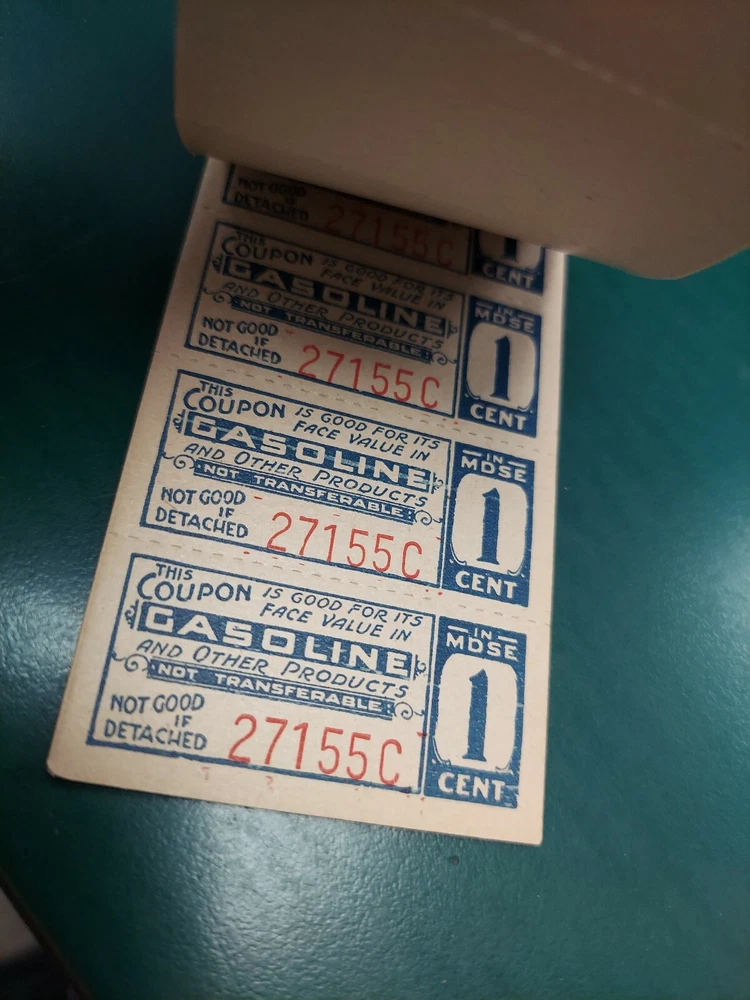 NOT GOOD
IF
DETACHED
27155C
1
CENT
THIS
COUPON IS GOOD FOR ITS
FACE VALUE IN
GASOLINE
AND OTHER PRODUCTS
NOT TRANSFERABLE
NOT GOOD
IF
DETACHED
27155C
IN
MDSE
1
CENT
THIS
COUPON IS GOOD FOR ITS
FACE VALUE IN
GASOLINE
AND OTHER PRODUCTS
NOT TRANSFERABLE
NOT GOOD
IF
DETACHED
27155C
IN
MDSE
1
CENT
THIS
COUPON IS GOOD FOR ITS
FACE VALUE IN
GASOLINE
AND OTHER PRODUCTS
NOT TRANSFERABLE
NOT GOOD
IF
DETACHED
27155C
IN
MDSE
1
CENT